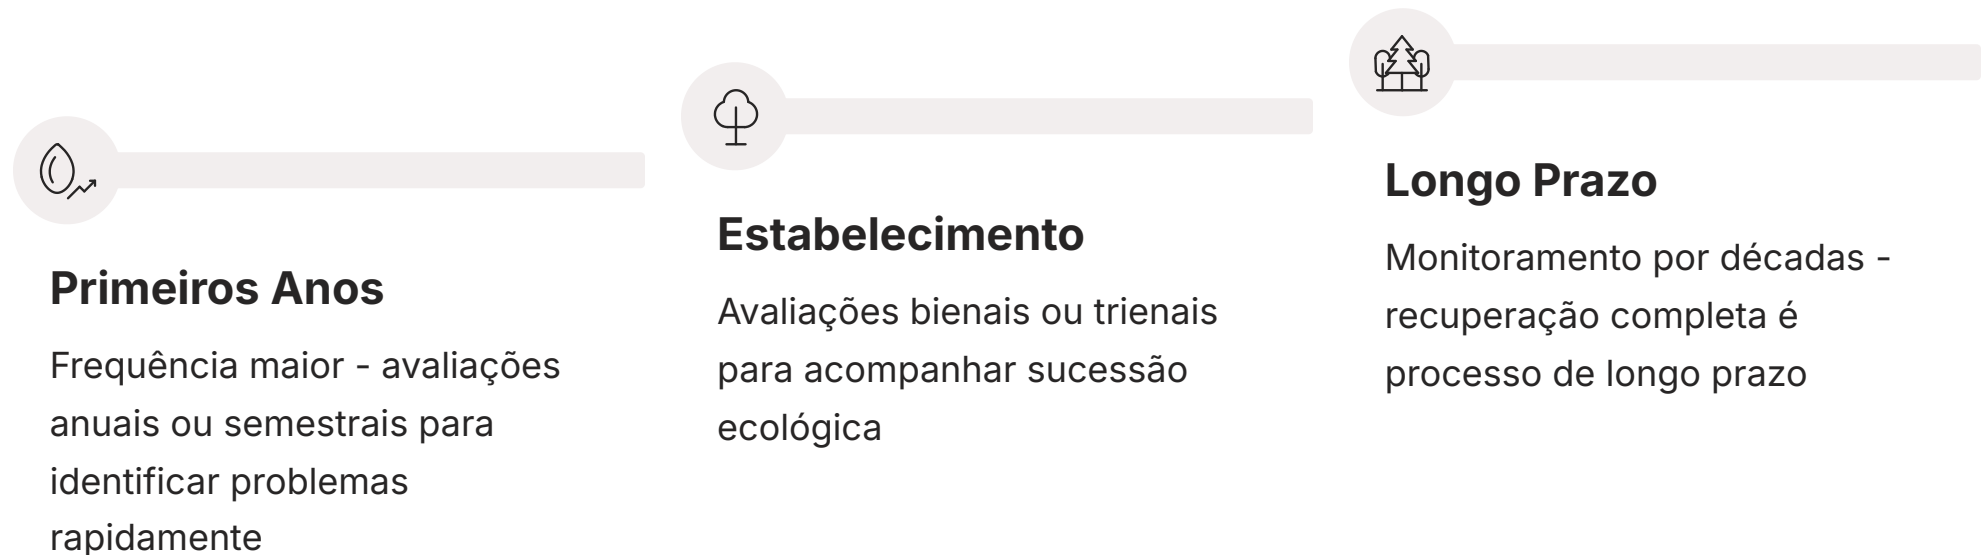 Primeiros Anos
Frequência maior - avaliações
anuais ou semestrais para
identificar problemas
rapidamente
Estabelecimento
Avaliações bienais ou trienais
para acompanhar sucessão
ecológica
Longo Prazo
Monitoramento por décadas -
recuperação completa é
processo de longo prazo